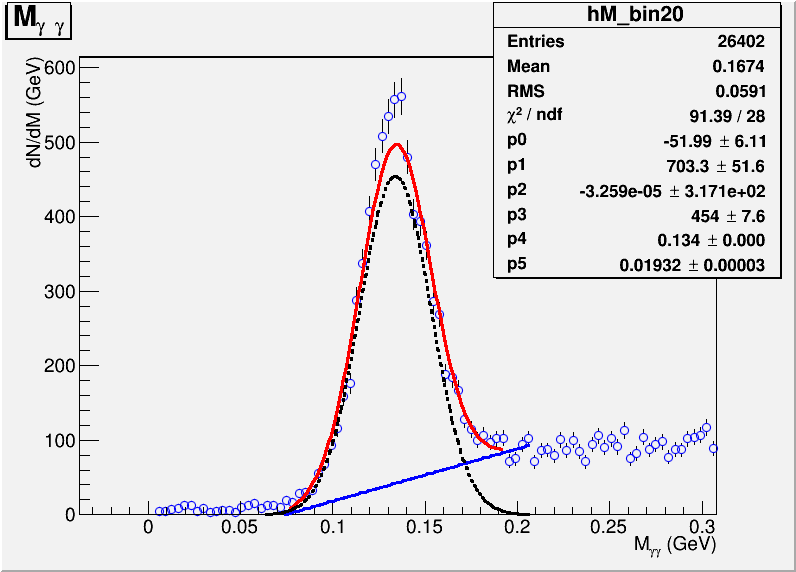 M γ γ
hM_bin20
Entries 26402
Mean 0.1674
RMS 0.0591
χ² / ndf 91.39 / 28
p0 -51.99 ± 6.11
p1 703.3 ± 51.6
p2 -3.259e-05 ± 3.171e+02
p3 454 ± 7.6
p4 0.134 ± 0.000
p5 0.01932 ± 0.00003
dN/dM (GeV)
600
500
400
300
200
100
0
0 0.05 0.1 0.15 0.2 0.25 0.3
Mγγ (GeV)